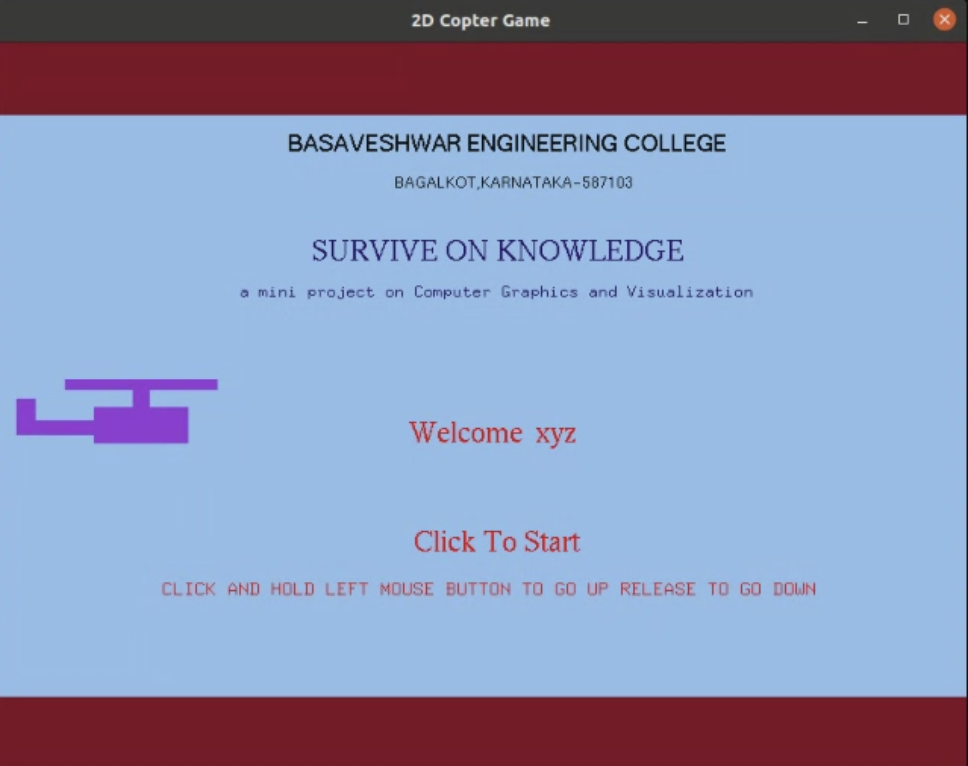 2D Copter Game
BASAVESHWAR ENGINEERING COLLEGE
BAGALKOT,KARNATAKA-587103
SURVIVE ON KNOWLEDGE
a mini project on Computer Graphics and Visualization
Welcome xyz
Click To Start
CLICK AND HOLD LEFT MOUSE BUTTON TO GO UP RELEASE TO GO DOWN